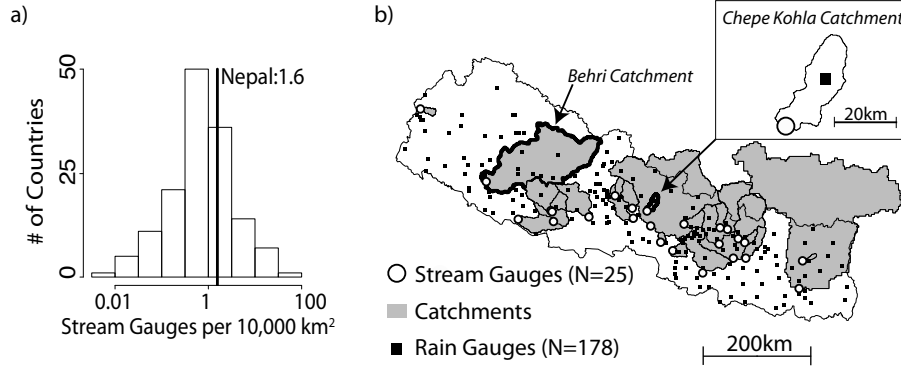 a)
50
25
0
# of Countries
Nepal:1.6
0.01 1 100
Stream Gauges per 10,000 km²
b)
Chepe Kohla Catchment
20km
Behri Catchment
Stream Gauges (N=25)
Catchments
Rain Gauges (N=178)
200km